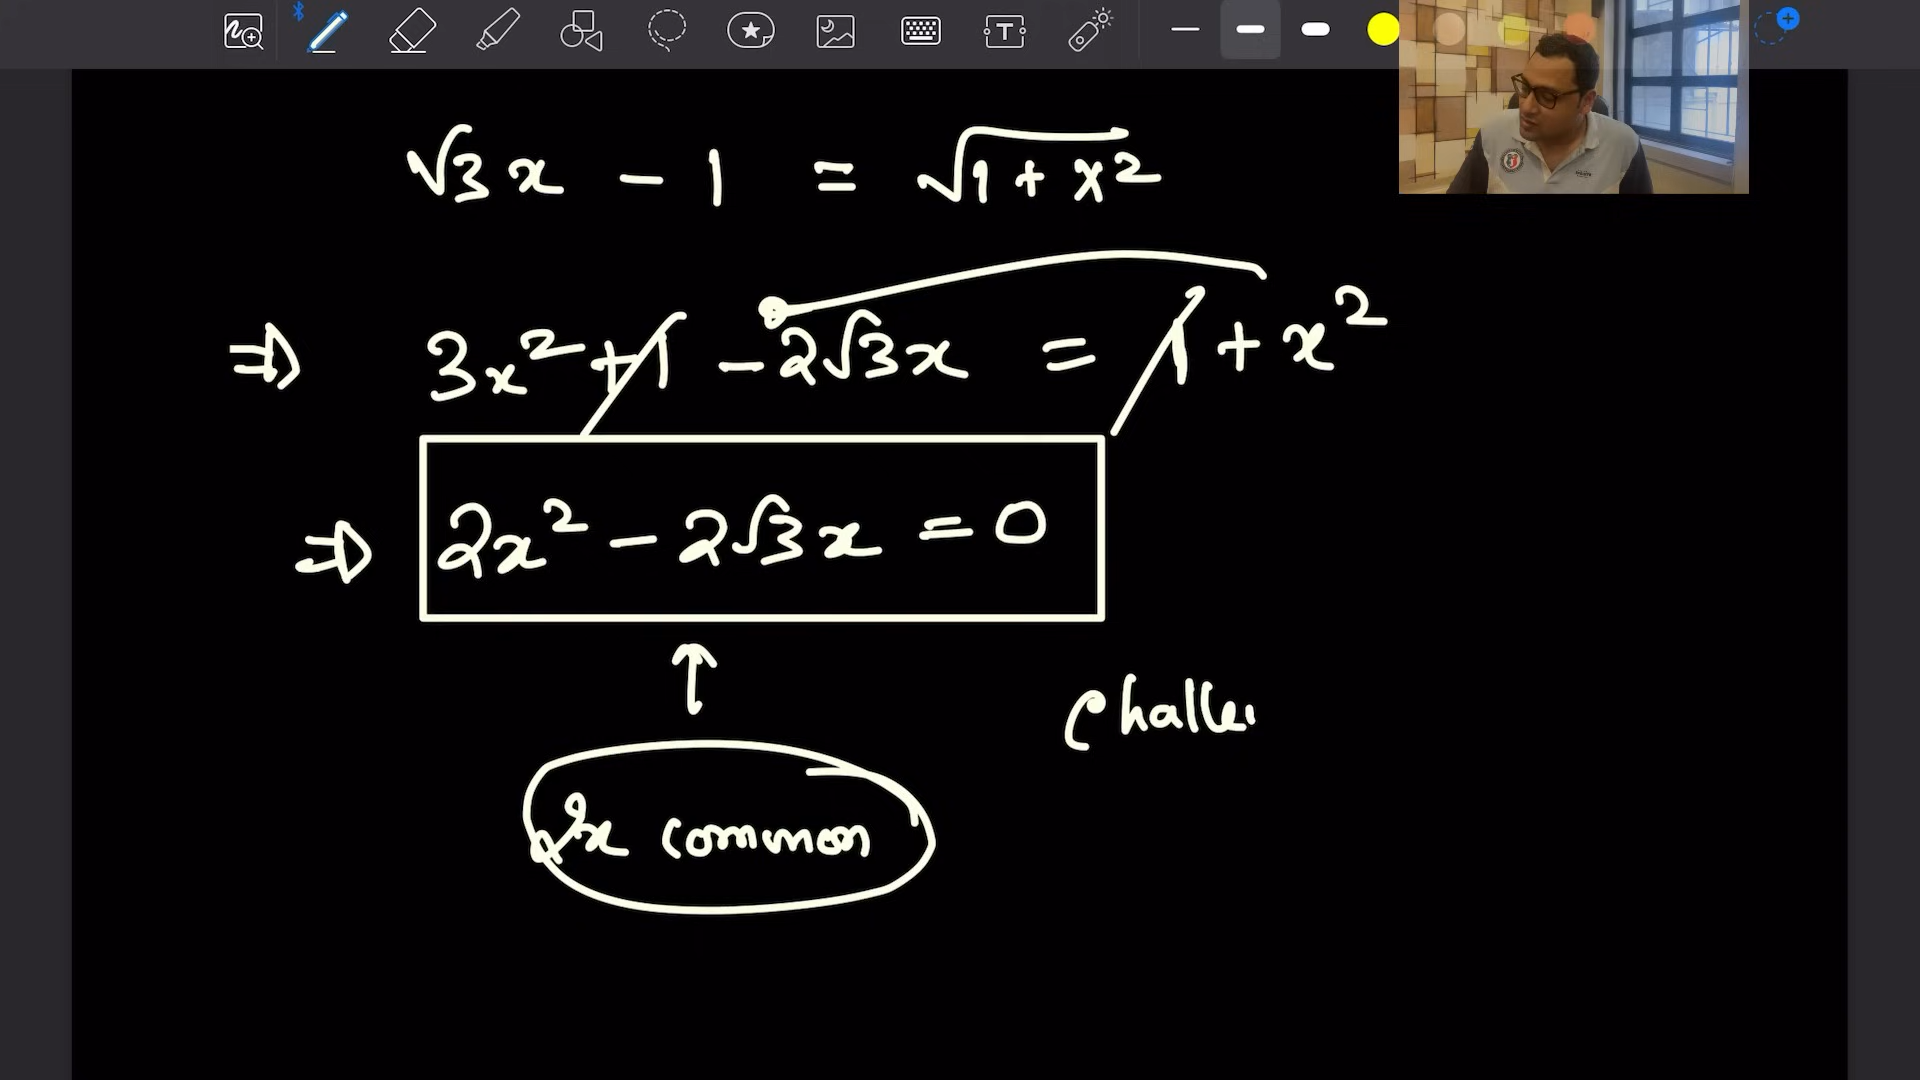 √3x - 1 = √1 + x²
⇒ 3x² + 1 - 2√3x = 1 + x²
⇒ 2x² - 2√3x = 0
↑
Challe
2x common